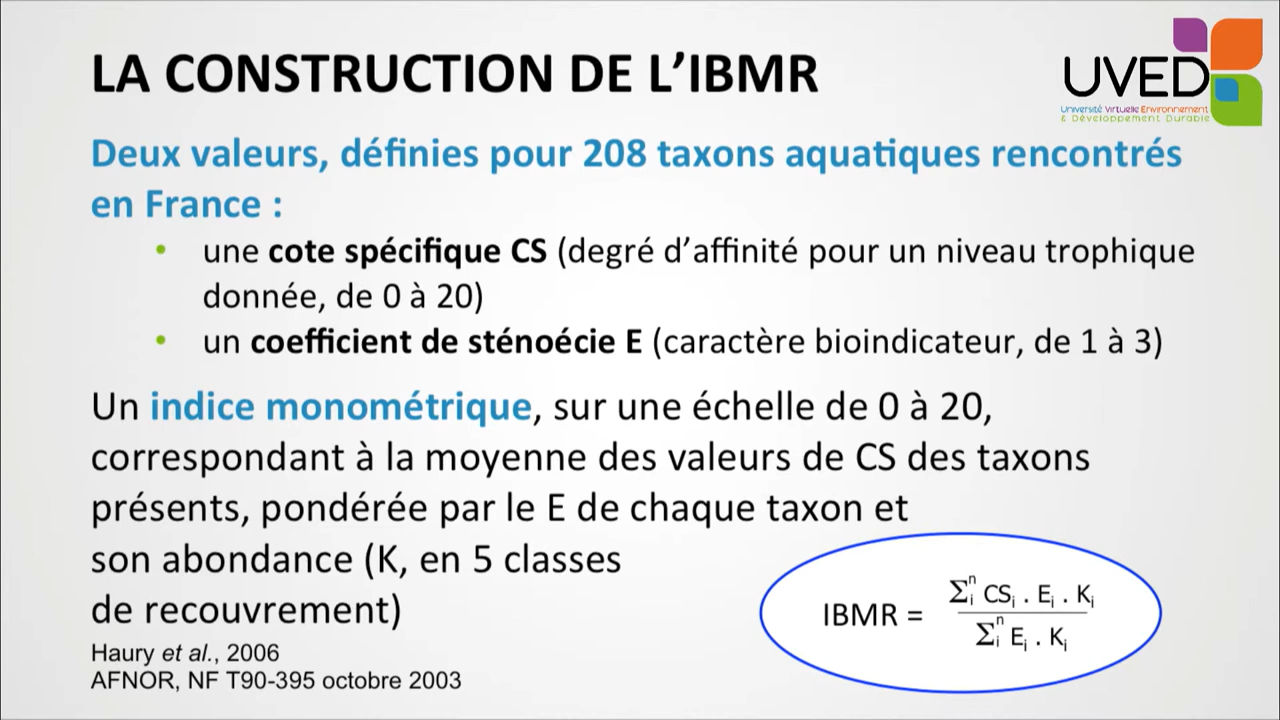 LA CONSTRUCTION DE L’IBMR
UVED
Université Virtuelle Environnement
& Développement Durable
Deux valeurs, définies pour 208 taxons aquatiques rencontrés
en France :
• une cote spécifique CS (degré d’affinité pour un niveau trophique
donnée, de 0 à 20)
• un coefficient de sténoécie E (caractère bioindicateur, de 1 à 3)
Un indice monométrique, sur une échelle de 0 à 20,
correspondant à la moyenne des valeurs de CS des taxons
présents, pondérée par le E de chaque taxon et
son abondance (K, en 5 classes
de recouvrement)
IBMR = 
Σᵢⁿ CSᵢ . Eᵢ . Kᵢ
Σᵢⁿ Eᵢ . Kᵢ
Haury et al., 2006
AFNOR, NF T90-395 octobre 2003